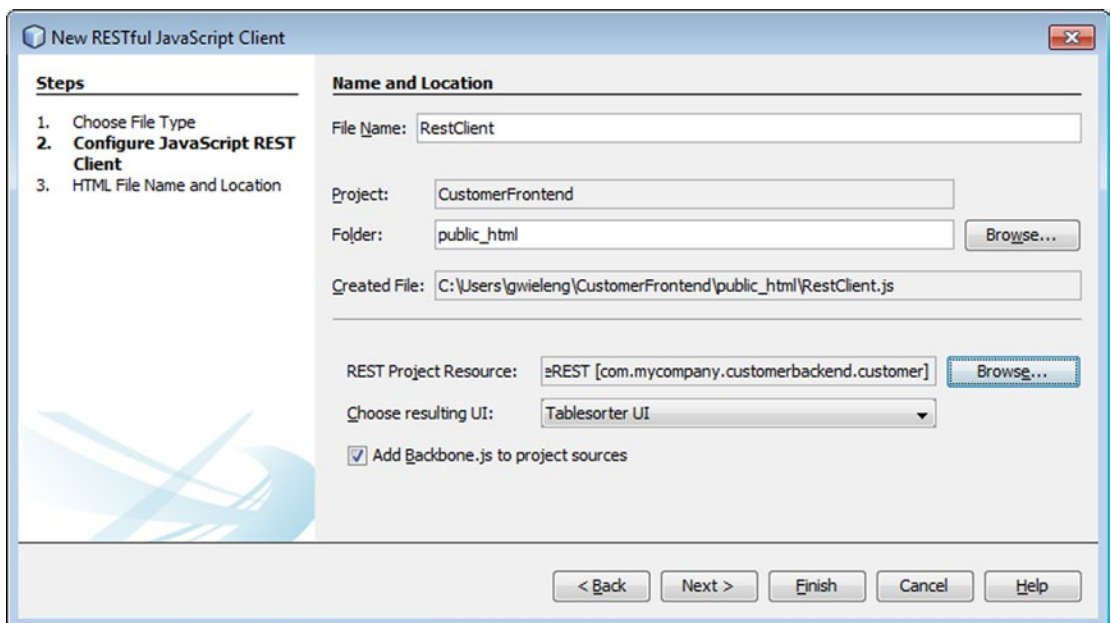 New RESTful JavaScript Client
Steps
1. Choose File Type
2. Configure JavaScript REST
Client
3. HTML File Name and Location
Name and Location
File Name: RestClient
Project: CustomerFrontend
Folder: public_html Browse...
Created File: C:\Users\gwieleng\CustomerFrontend\public_html\RestClient.js
REST Project Resource: eREST [com.mycompany.customerbackend.customer] Browse...
Choose resulting UI: Tablesorter UI
Add Backbone.js to project sources
< Back Next > Finish Cancel Help